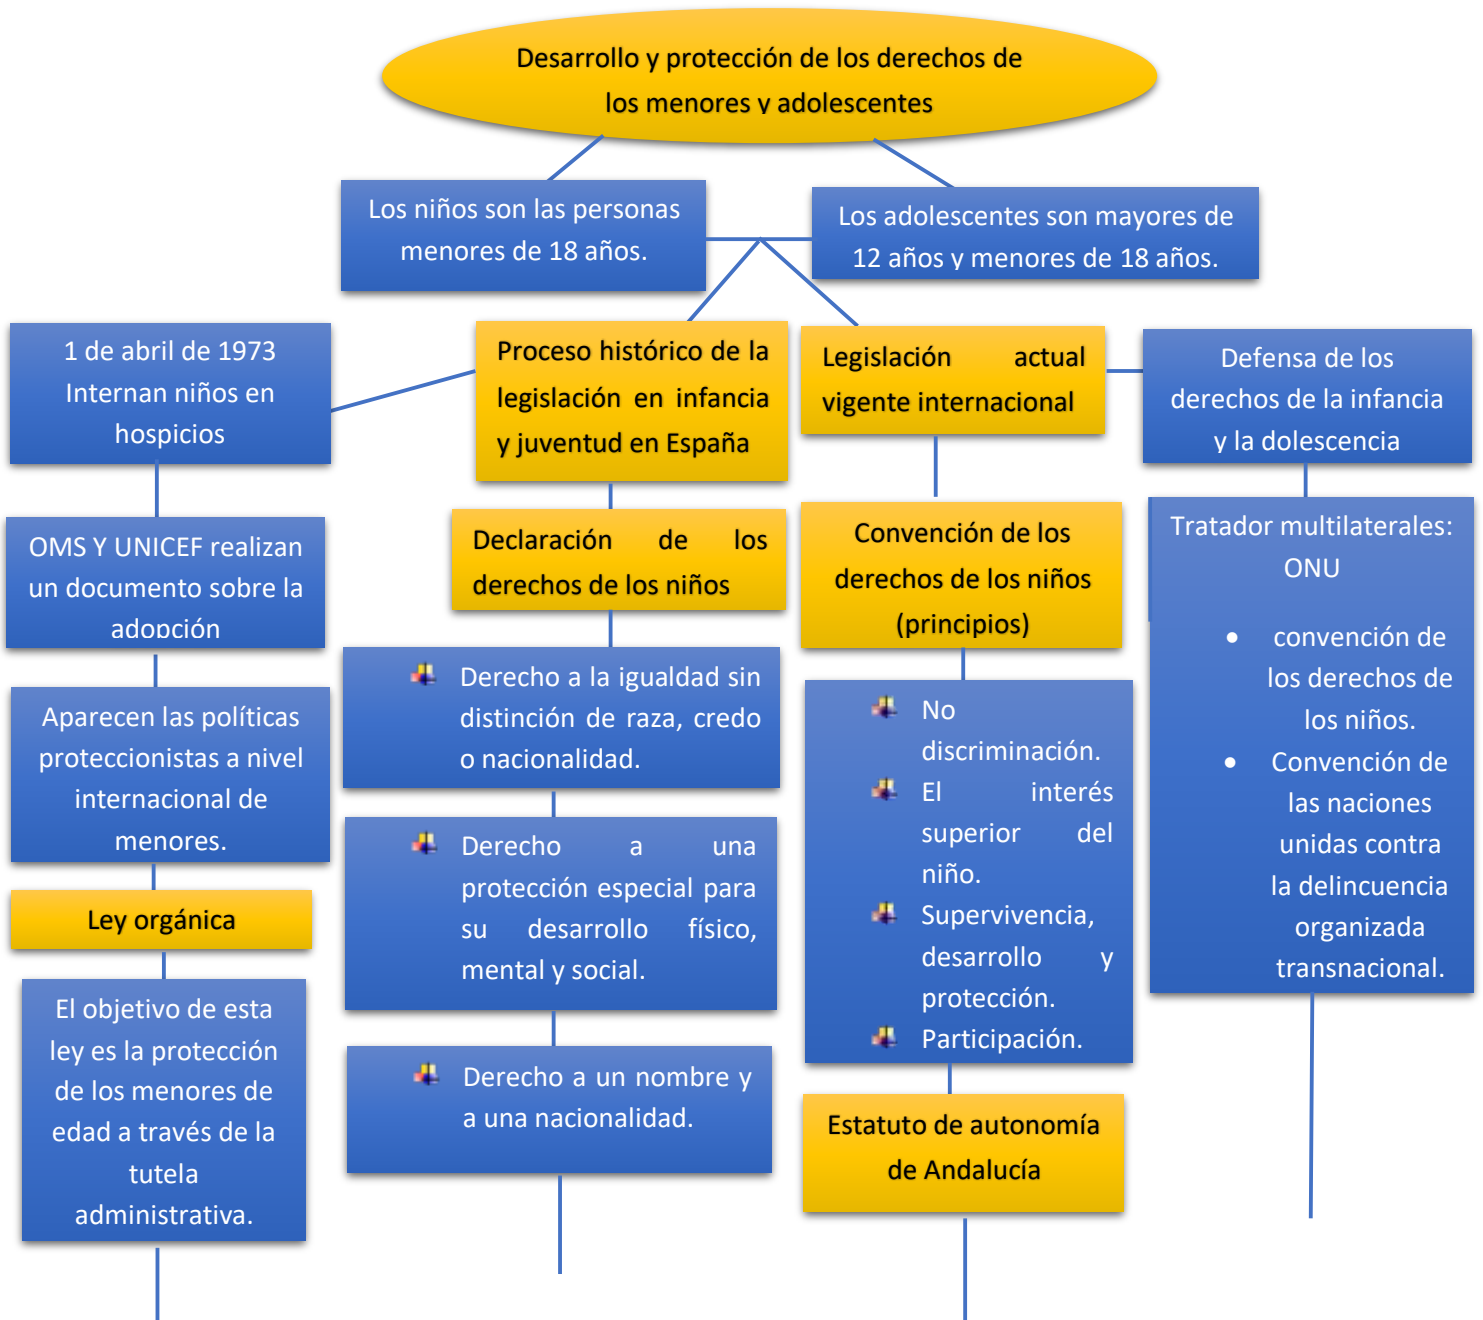 Desarrollo y protección de los derechos de
los menores y adolescentes
Los niños son las personas
menores de 18 años.
Los adolescentes son mayores de
12 años y menores de 18 años.
1 de abril de 1973
Internan niños en
hospicios
Proceso histórico de la
legislación en infancia
y juventud en España
Legislación actual
vigente internacional
Defensa de los
derechos de la infancia
y la dolescencia
OMS Y UNICEF realizan
un documento sobre la
adopción
Declaración de los
derechos de los niños
Convención de los
derechos de los niños
(principios)
Tratador multilaterales:
ONU
• convención de
los derechos de
los niños.
• Convención de
las naciones
unidas contra
la delincuencia
organizada
transnacional.
Aparecen las políticas
proteccionistas a nivel
internacional de
menores.
Derecho a la igualdad sin
distinción de raza, credo
o nacionalidad.
No
discriminación.
El interés
superior del
niño.
Supervivencia,
desarrollo y
protección.
Participación.
Ley orgánica
Derecho a una
protección especial para
su desarrollo físico,
mental y social.
El objetivo de esta
ley es la protección
de los menores de
edad a través de la
tutela
administrativa.
Derecho a un nombre y
a una nacionalidad.
Estatuto de autonomía
de Andalucía